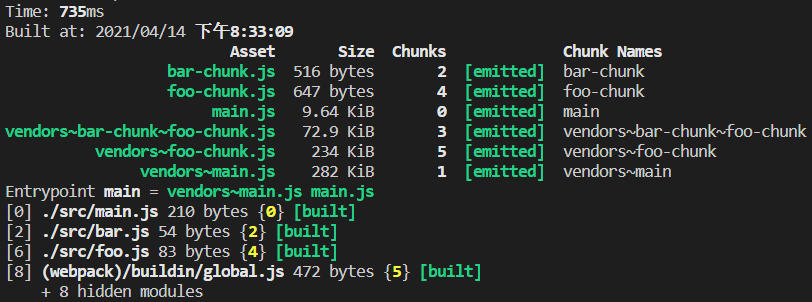 Time: 735ms
Built at: 2021/04/14 下午8:33:09
Asset Size Chunks Chunk Names
bar-chunk.js 516 bytes 2 [emitted] bar-chunk
foo-chunk.js 647 bytes 4 [emitted] foo-chunk
main.js 9.64 KiB 0 [emitted] main
vendors~bar-chunk~foo-chunk.js 72.9 KiB 3 [emitted] vendors~bar-chunk~foo-chunk
vendors~foo-chunk.js 234 KiB 5 [emitted] vendors~foo-chunk
vendors~main.js 282 KiB 1 [emitted] vendors~main
Entrypoint main = vendors~main.js main.js
[0] ./src/main.js 210 bytes {0} [built]
[2] ./src/bar.js 54 bytes {2} [built]
[6] ./src/foo.js 83 bytes {4} [built]
[8] (webpack)/buildin/global.js 472 bytes {5} [built]
+ 8 hidden modules